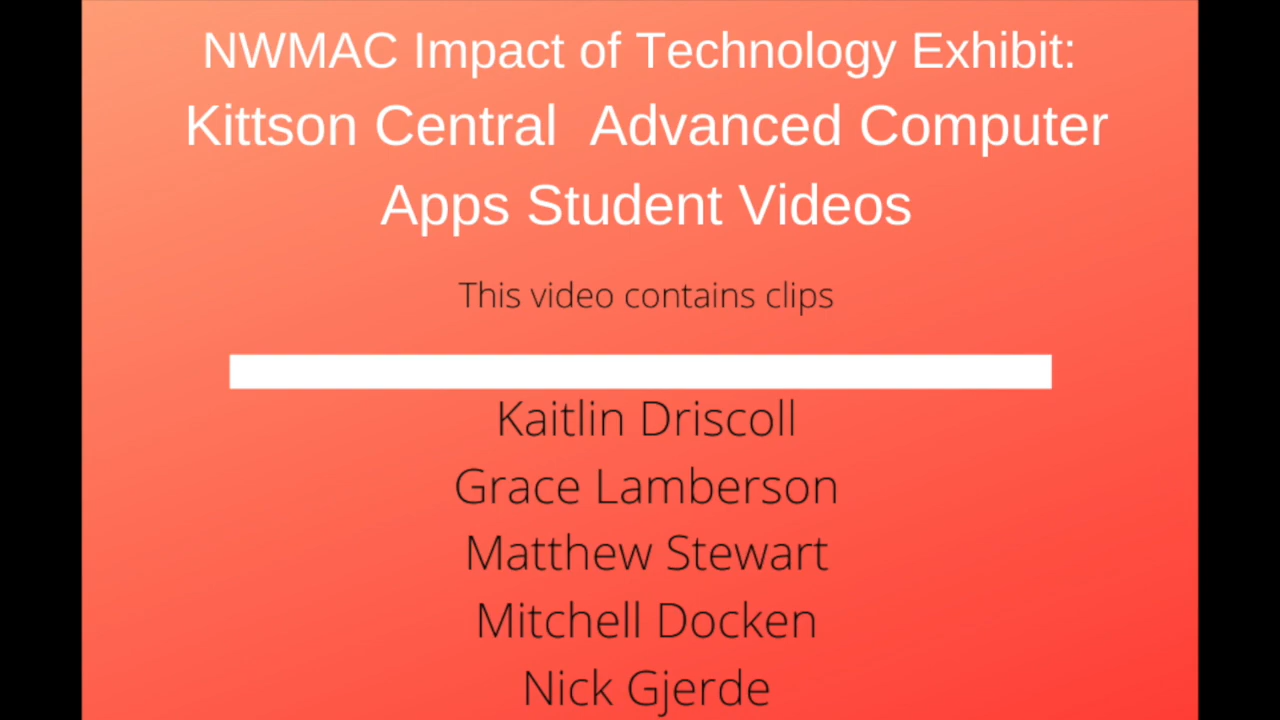 NWMAC Impact of Technology Exhibit:
Kittson Central Advanced Computer
Apps Student Videos
This video contains clips
Kaitlin Driscoll
Grace Lamberson
Matthew Stewart
Mitchell Docken
Nick Gjerde